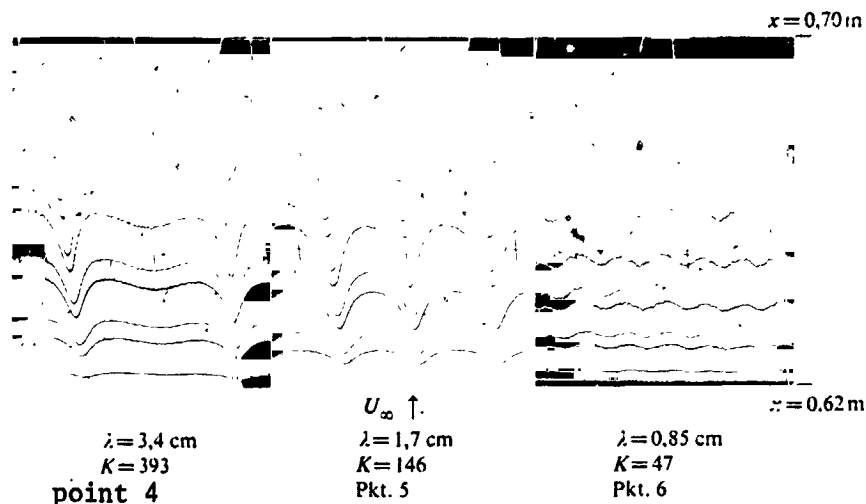 x=0,70 m
x=0.62 m
U∞ ↑.
λ=3,4 cm
K=393
point 4
λ=1,7 cm
K=146
Pkt. 5
λ=0,85 cm
K=47
Pkt. 6